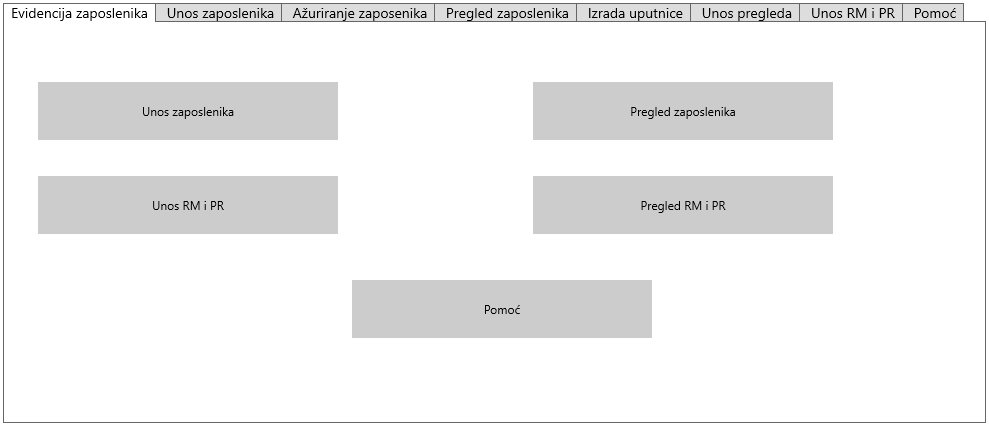 Evidencija zaposlenika Unos zaposlenika Ažuriranje zaposenika Pregled zaposlenika Izrada uputnice Unos pregleda Unos RM i PR Pomoć
Unos zaposlenika Pregled zaposlenika
Unos RM i PR Pregled RM i PR
Pomoć